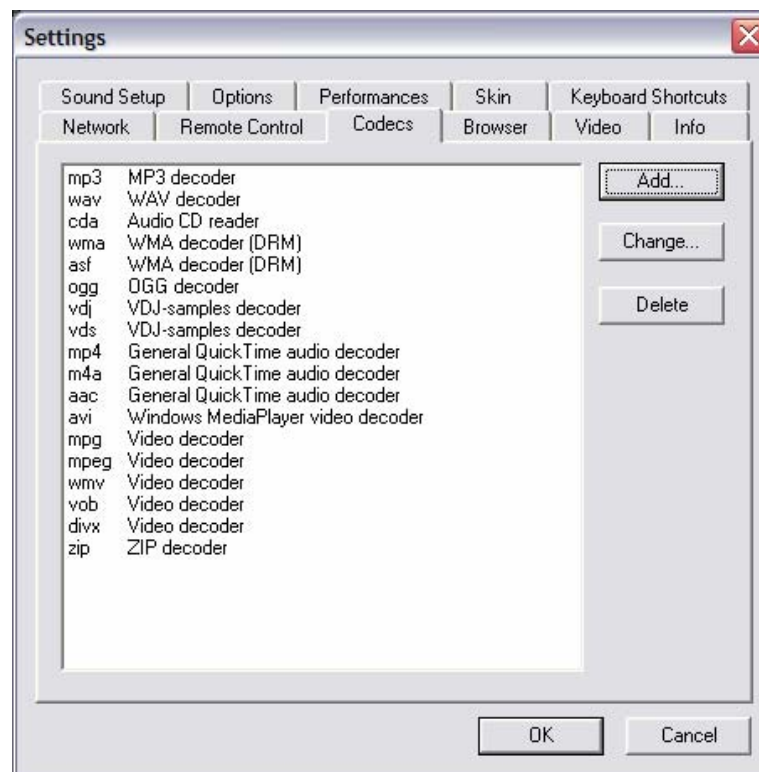 Settings
Sound Setup Options Performances Skin Keyboard Shortcuts
Network Remote Control Codecs Browser Video Info
mp3 MP3 decoder
wav WAV decoder
cda Audio CD reader
wma WMA decoder (DRM)
asf WMA decoder (DRM)
ogg OGG decoder
vdj VDJ-samples decoder
vds VDJ-samples decoder
mp4 General QuickTime audio decoder
m4a General QuickTime audio decoder
aac General QuickTime audio decoder
avi Windows MediaPlayer video decoder
mpg Video decoder
mpeg Video decoder
wmv Video decoder
vob Video decoder
divx Video decoder
zip ZIP decoder
Add...
Change...
Delete
OK Cancel